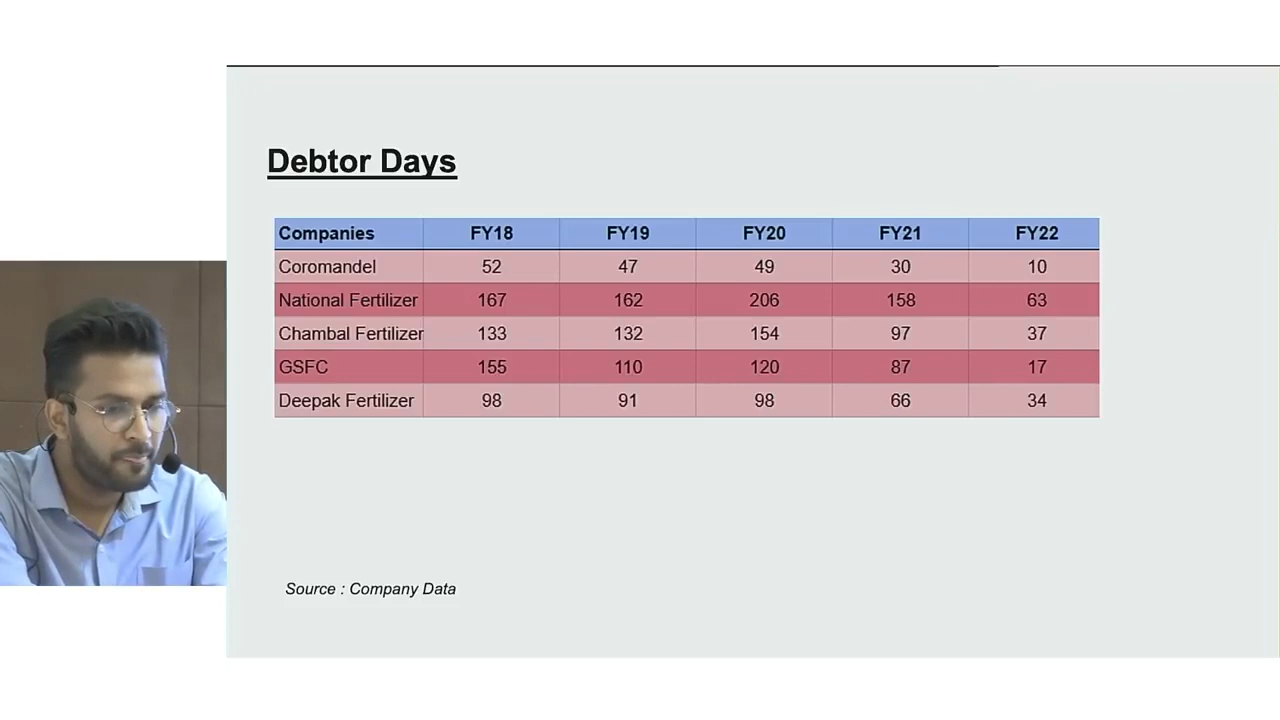 Debtor Days
Companies FY18 FY19 FY20 FY21 FY22
Coromandel 52 47 49 30 10
National Fertilizer 167 162 206 158 63
Chambal Fertilizer 133 132 154 97 37
GSFC 155 110 120 87 17
Deepak Fertilizer 98 91 98 66 34
Source : Company Data